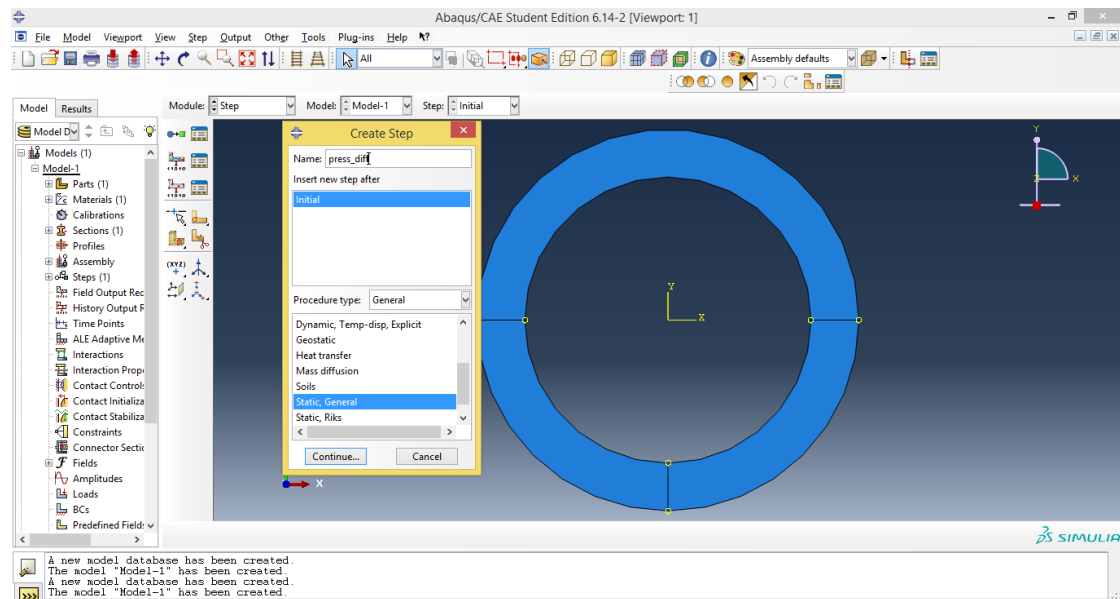 Abaqus/CAE Student Edition 6.14-2 [Viewport: 1]
File Model Viewport View Step Output Other Tools Plug-ins Help
All
Assembly defaults
Model Results
Module: Step Model: Model-1 Step: Initial
Model D
Models (1)
Model-1
Parts (1)
Materials (1)
Calibrations
Sections (1)
Profiles
Assembly
Steps (1)
Field Output Rec
History Output R
Time Points
ALE Adaptive Me
Interactions
Interaction Prope
Contact Controls
Contact Initializa
Contact Stabiliza
Constraints
Connector Sectio
Fields
Amplitudes
Loads
BCs
Predefined Fields
Create Step
Name: press_diff
Insert new step after
Initial
Procedure type: General
Dynamic, Temp-disp, Explicit
Geostatic
Heat transfer
Mass diffusion
Soils
Static, General
Static, Riks
Continue... Cancel
X
Y
X
Y
X
Z
(XYZ)
SIMULIA
A new model database has been created.
The model "Model-1" has been created.
A new model database has been created.
The model "Model-1" has been created.